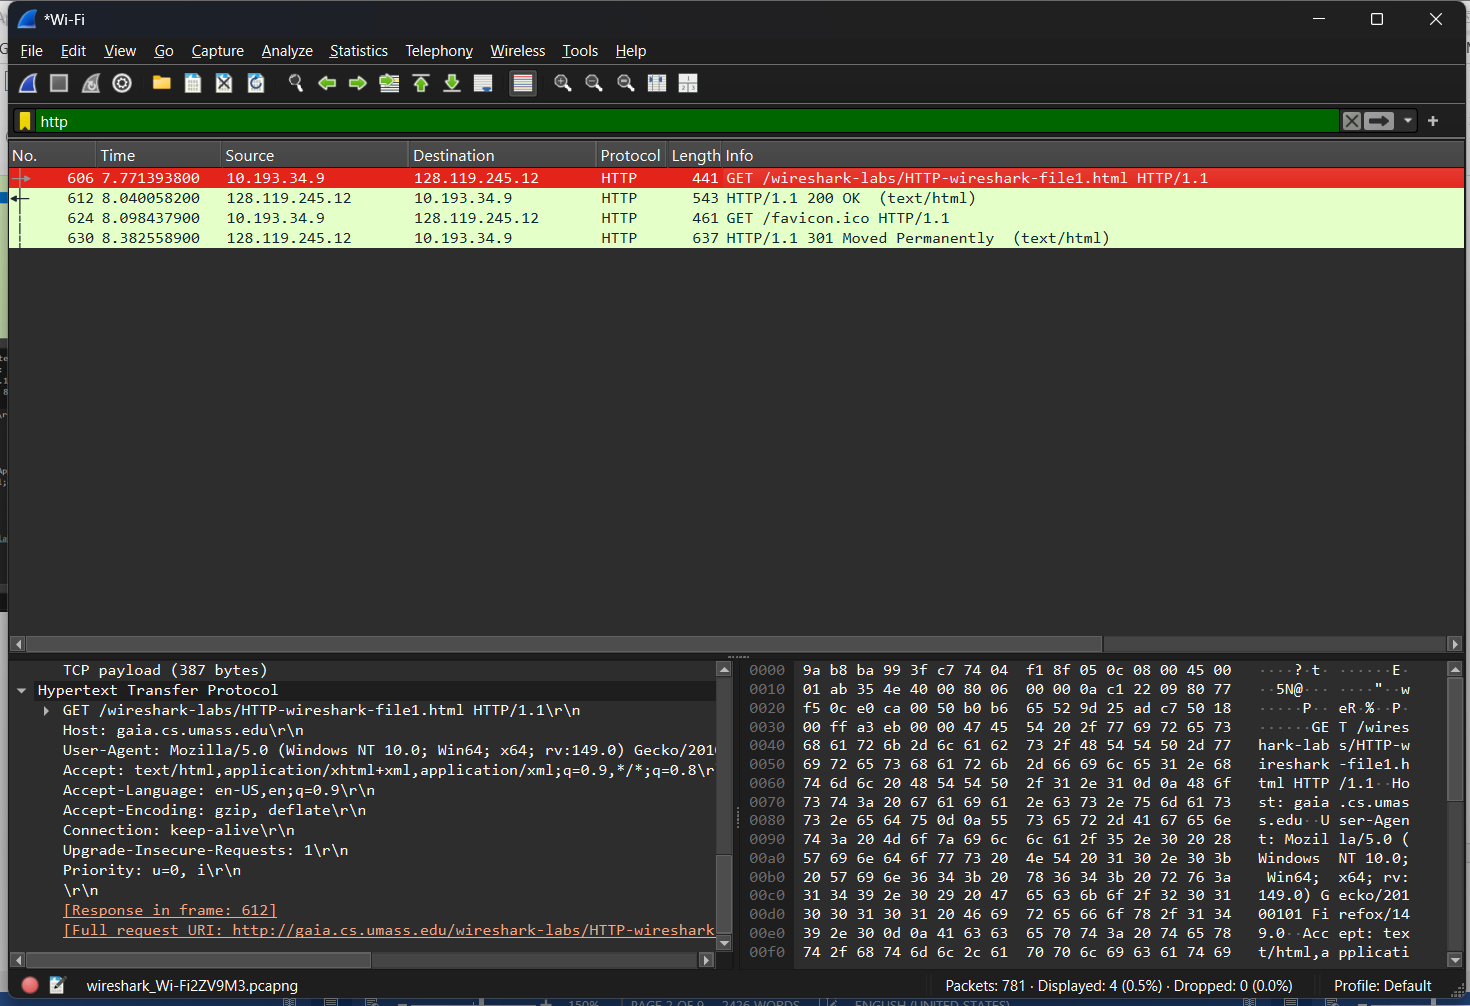 *Wi-Fi
File Edit View Go Capture Analyze Statistics Telephony Wireless Tools Help
http
No. Time Source Destination Protocol Length Info
606 7.771393800 10.193.34.9 128.119.245.12 HTTP 441 GET /wireshark-labs/HTTP-wireshark-file1.html HTTP/1.1
612 8.040058200 128.119.245.12 10.193.34.9 HTTP 543 HTTP/1.1 200 OK (text/html)
624 8.098437900 10.193.34.9 128.119.245.12 HTTP 461 GET /favicon.ico HTTP/1.1
630 8.382558900 128.119.245.12 10.193.34.9 HTTP 637 HTTP/1.1 301 Moved Permanently (text/html)
TCP payload (387 bytes)
Hypertext Transfer Protocol
GET /wireshark-labs/HTTP-wireshark-file1.html HTTP/1.1\r\n
Host: gaia.cs.umass.edu\r\n
User-Agent: Mozilla/5.0 (Windows NT 10.0; Win64; x64; rv:149.0) Gecko/201
Accept: text/html,application/xhtml+xml,application/xml;q=0.9,*/*;q=0.8\r
Accept-Language: en-US,en;q=0.9\r\n
Accept-Encoding: gzip, deflate\r\n
Connection: keep-alive\r\n
Upgrade-Insecure-Requests: 1\r\n
Priority: u=0, i\r\n
\r\n
[Response in frame: 612]
[Full request URI: http://gaia.cs.umass.edu/wireshark-labs/HTTP-wireshark
0000 9a b8 ba 99 3f c7 74 04 f1 8f 05 0c 08 00 45 00 ····?·t· ······E·
0010 01 ab 35 4e 40 00 80 06 00 00 0a c1 22 09 80 77 ··5N@··· ····"··w
0020 f5 0c e0 ca 00 50 b0 b6 65 52 9d 25 ad c7 50 18 ·····P·· eR·%··P·
0030 00 ff a3 eb 00 00 47 45 54 20 2f 77 69 72 65 73 ······GE T /wires
0040 68 61 72 6b 2d 6c 61 62 73 2f 48 54 54 50 2d 77 hark-lab s/HTTP-w
0050 69 72 65 73 68 61 72 6b 2d 66 69 6c 65 31 2e 68 ireshark -file1.h
0060 74 6d 6c 20 48 54 54 50 2f 31 2e 31 0d 0a 48 6f tml HTTP /1.1··Ho
0070 73 74 3a 20 67 61 69 61 2e 63 73 2e 75 6d 61 73 st: gaia .cs.umas
0080 73 2e 65 64 75 0d 0a 55 73 65 72 2d 41 67 65 6e s.edu··U ser-Agen
0090 74 3a 20 4d 6f 7a 69 6c 6c 61 2f 35 2e 30 20 28 t: Mozil la/5.0 (
00a0 57 69 6e 64 6f 77 73 20 4e 54 20 31 30 2e 30 3b Windows NT 10.0;
00b0 20 57 69 6e 36 34 3b 20 78 36 34 3b 20 72 76 3a Win64; x64; rv:
00c0 31 34 39 2e 30 29 20 47 65 63 6b 6f 2f 32 30 31 149.0) G ecko/201
00d0 30 30 31 30 31 20 46 69 72 65 66 6f 78 2f 31 34 00101 Fi refox/14
00e0 39 2e 30 0d 0a 41 63 63 65 70 74 3a 20 74 65 78 9.0··Acc ept: tex
00f0 74 2f 68 74 6d 6c 2c 61 70 70 6c 69 63 61 74 69 t/html,a pplicati
wireshark_Wi-Fi2ZV9M3.pcapng
Packets: 781 · Displayed: 4 (0.5%) · Dropped: 0 (0.0%)
Profile: Default
150% PAGE 2 OF 9 2426 WORDS ENGLISH (UNITED STATES)